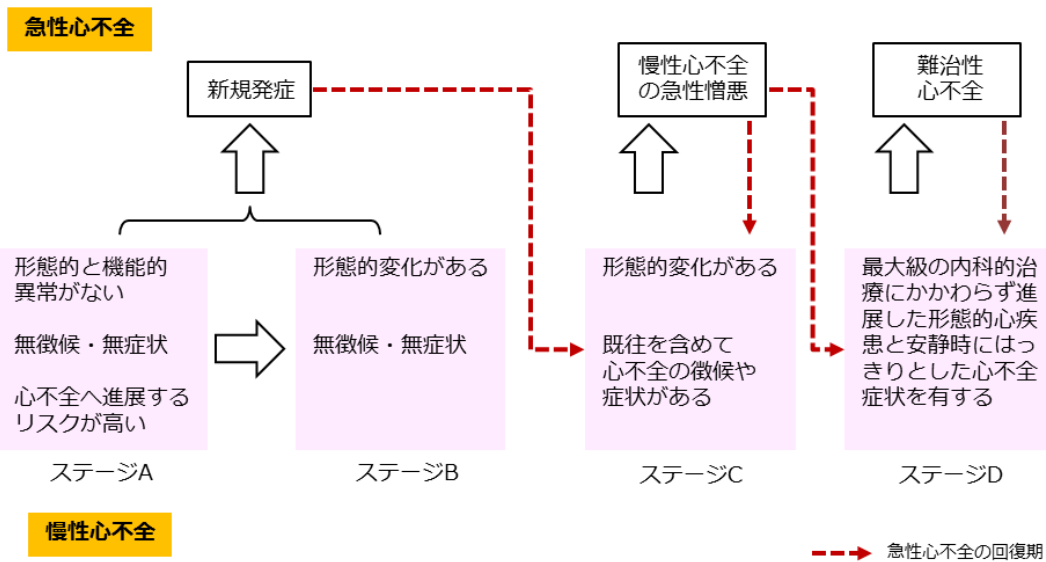 急性心不全
新規発症
慢性心不全
の急性憎悪
難治性
心不全
形態的と機能的
異常がない
無徴候・無症状
心不全へ進展する
リスクが高い
形態的変化がある
無徴候・無症状
形態的変化がある
既往を含めて
心不全の徴候や
症状がある
最大級の内科的治
療にかかわらず進
展した形態的心疾
患と安静時にはっ
きりとした心不全
症状を有する
ステージA
ステージB
ステージC
ステージD
慢性心不全
急性心不全の回復期